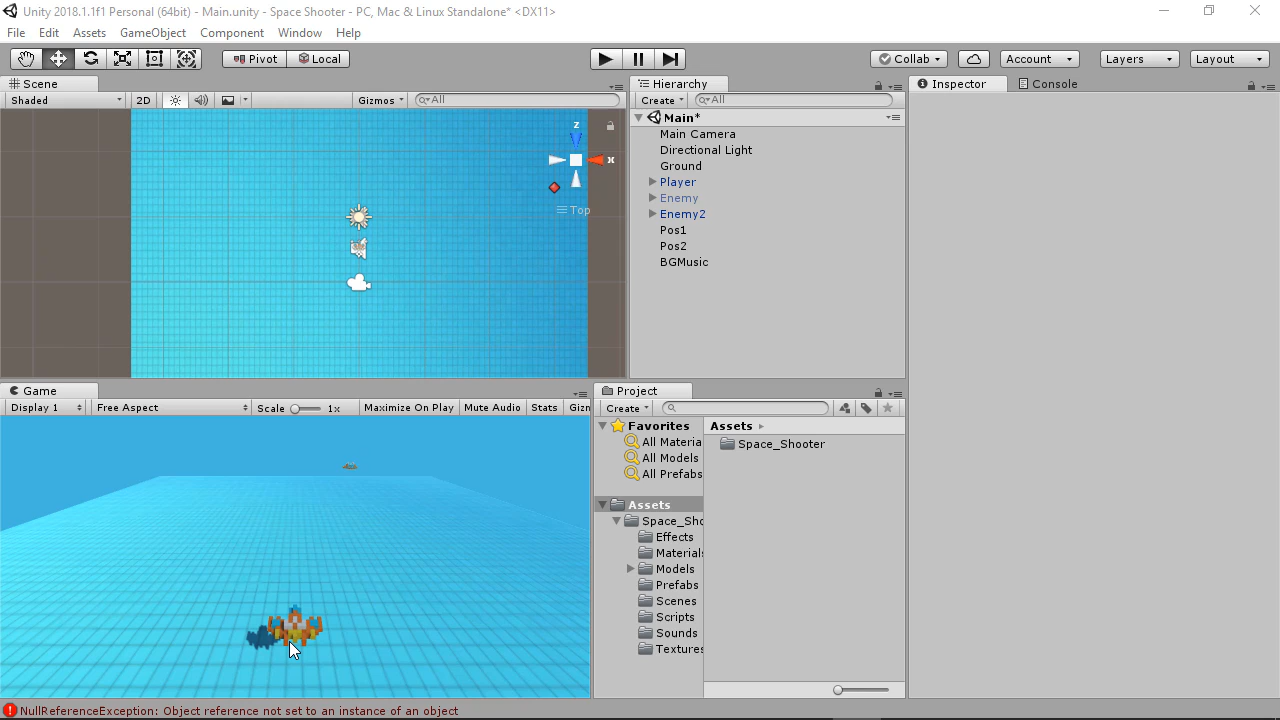 Unity 2018.1.1f1 Personal (64bit) - Main.unity - Space Shooter - PC, Mac & Linux Standalone* <DX11>
File Edit Assets GameObject Component Window Help
Pivot Local Collab Account Layers Layout
Scene
Shaded 2D Gizmos All
z
x
Top
Hierarchy
Create All
Main*
Main Camera
Directional Light
Ground
Player
Enemy
Enemy2
Pos1
Pos2
BGMusic
Inspector Console
Game
Display 1 Free Aspect Scale 1x Maximize On Play Mute Audio Stats Gizn
Project
Create
Favorites
All Materia
All Models
All Prefabs
Assets
Space_Sho
Effects
Materials
Models
Prefabs
Scenes
Scripts
Sounds
Textures
Assets
Space_Shooter
NullReferenceException: Object reference not set to an instance of an object